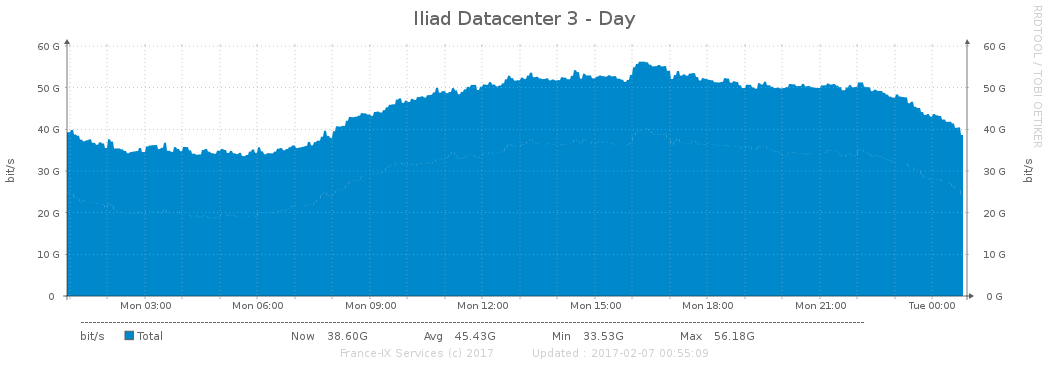 Iliad Datacenter 3 - Day
RRDTOOL / TOBI OETIKER
60 G 60 G
50 G 50 G
40 G 40 G
30 G 30 G
20 G 20 G
10 G 10 G
0 0 G
bit/s bit/s
Mon 03:00 Mon 06:00 Mon 09:00 Mon 12:00 Mon 15:00 Mon 18:00 Mon 21:00 Tue 00:00
bit/s Total Now 38.60G Avg 45.43G Min 33.53G Max 56.18G
France-IX Services (c) 2017 Updated : 2017-02-07 00:55:09